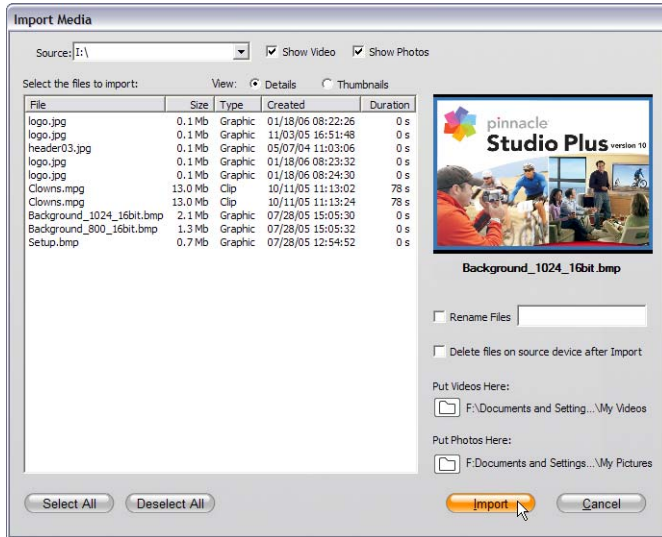 Import Media
Source: I:\ Show Video Show Photos
Select the files to import: View: Details Thumbnails
File Size Type Created Duration
logo.jpg 0.1 Mb Graphic 01/18/06 08:22:26 0 s
logo.jpg 0.1 Mb Graphic 11/03/05 16:51:48 0 s
header03.jpg 0.1 Mb Graphic 05/07/04 11:03:06 0 s
logo.jpg 0.1 Mb Graphic 01/18/06 08:23:32 0 s
logo.jpg 0.1 Mb Graphic 01/18/06 08:24:30 0 s
Clowns.mpg 13.0 Mb Clip 10/11/05 11:13:02 78 s
Clowns.mpg 13.0 Mb Clip 10/11/05 11:13:24 78 s
Background_1024_16bit.bmp 2.1 Mb Graphic 07/28/05 15:05:30 0 s
Background_800_16bit.bmp 1.3 Mb Graphic 07/28/05 15:05:32 0 s
Setup.bmp 0.7 Mb Graphic 07/28/05 12:54:52 0 s
pinnacle
Studio Plus version 10
Background_1024_16bit.bmp
Rename Files
Delete files on source device after Import
Put Videos Here:
F:\Documents and Setting...\My Videos
Put Photos Here:
F:Documents and Settings...\My Pictures
Select All Deselect All Import Cancel